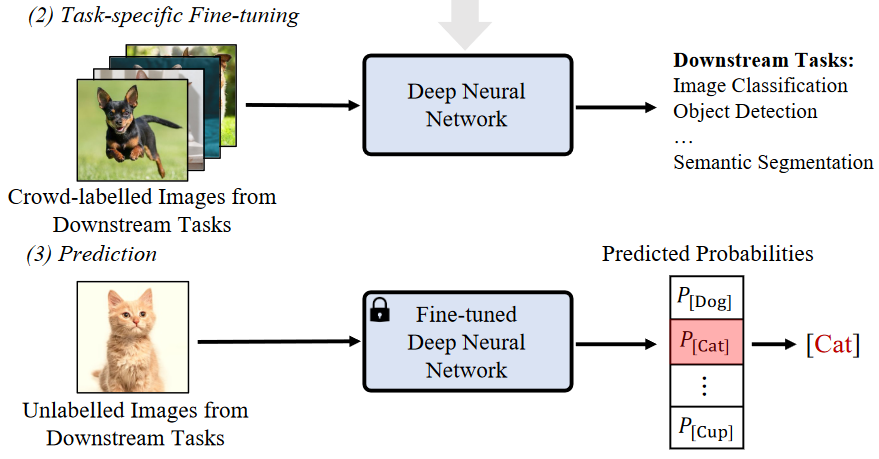 (2) Task-specific Fine-tuning
Deep Neural
Network
Downstream Tasks:
Image Classification
Object Detection
…
Semantic Segmentation
Crowd-labelled Images from
Downstream Tasks
(3) Prediction
Predicted Probabilities
Fine-tuned
Deep Neural
Network
P[Dog]
P[Cat]
⋮
P[Cup]
[Cat]
Unlabelled Images from
Downstream Tasks